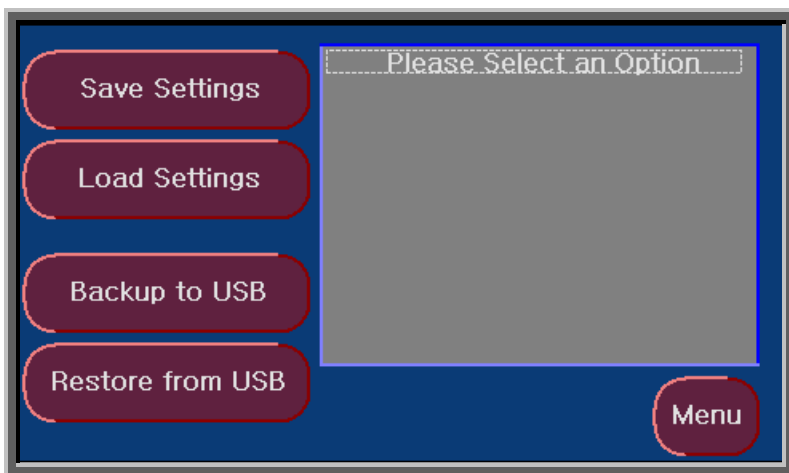 Save Settings
Load Settings
Backup to USB
Restore from USB
Please Select an Option
Menu